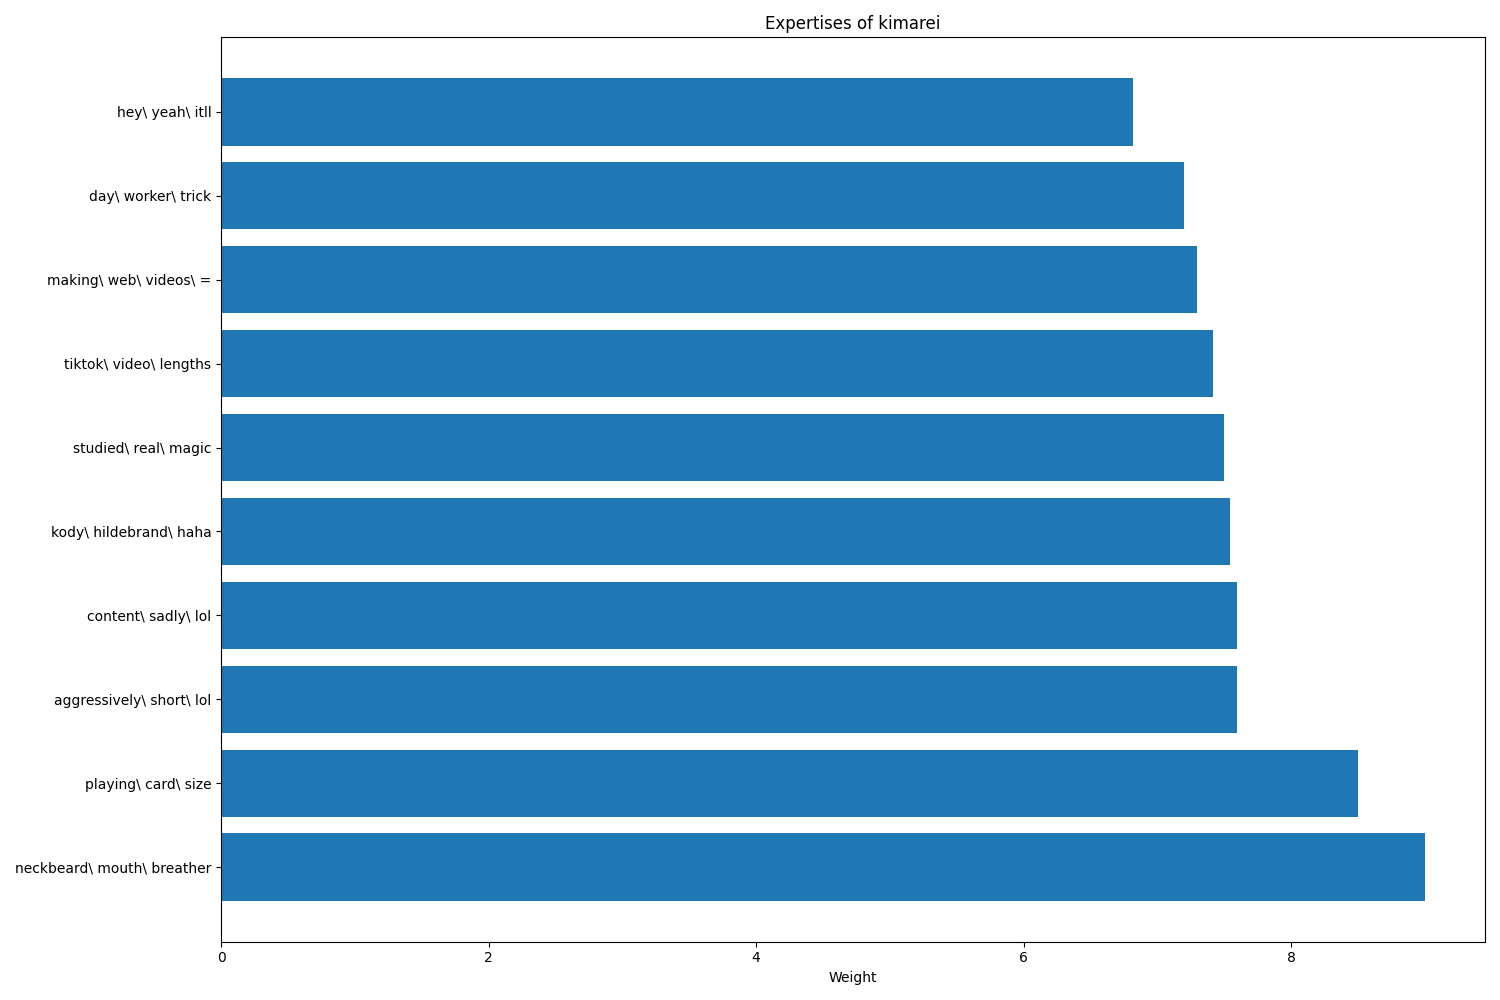 Expertises of kimarei
hey\ yeah\ itll
day\ worker\ trick
making\ web\ videos\ =
tiktok\ video\ lengths
studied\ real\ magic
kody\ hildebrand\ haha
content\ sadly\ lol
aggressively\ short\ lol
playing\ card\ size
neckbeard\ mouth\ breather
0 2 4 6 8
Weight